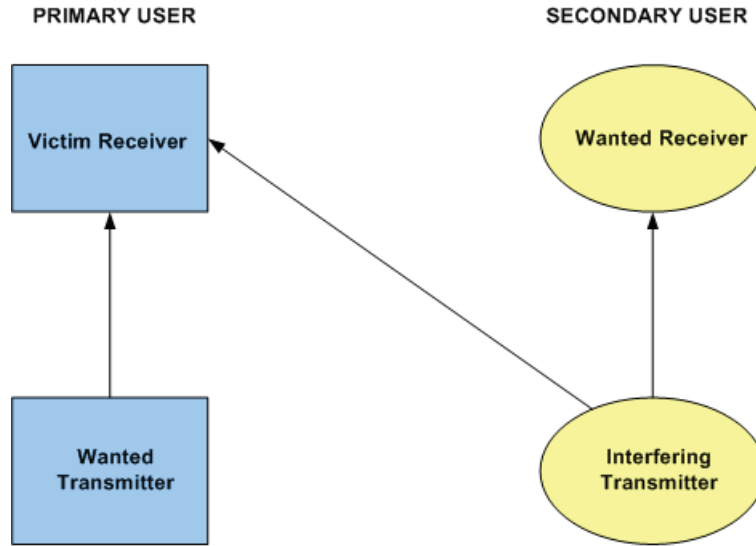 PRIMARY USER
SECONDARY USER
Victim Receiver
Wanted Receiver
Wanted
Transmitter
Interfering
Transmitter